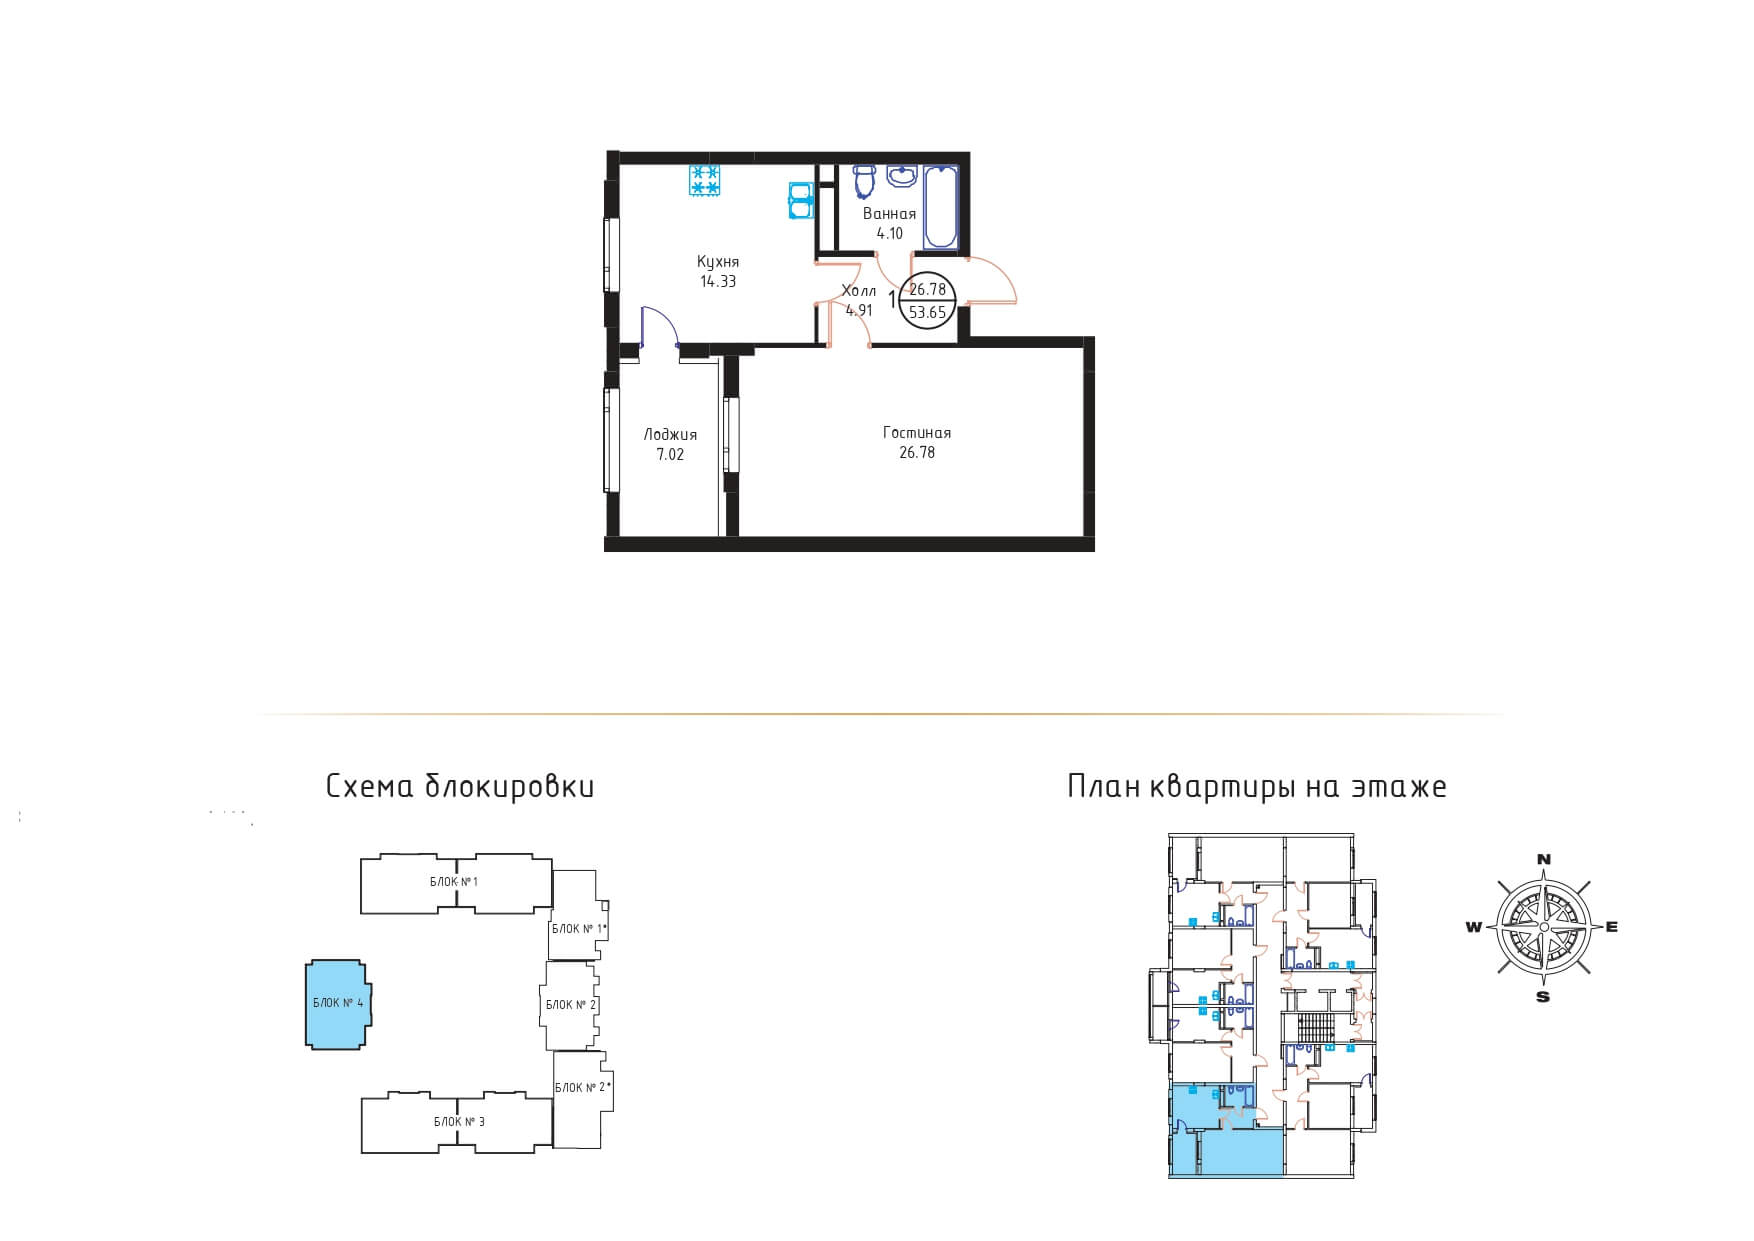 Ванная
4.10
Кухня
14.33
Холл
4.91
1
26.78
53.65
Лоджия
7.02
Гостиная
26.78
Схема блокировки
План квартиры на этаже
БЛОК № 1
БЛОК № 1*
БЛОК № 4
БЛОК № 2
БЛОК № 2*
БЛОК № 3
N
W
E
S